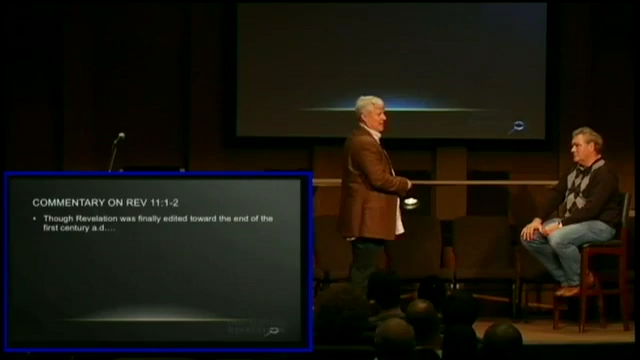 COMMENTARY ON REV 11:1-2
• Though Revelation was finally edited toward the end of the
first century a.d....